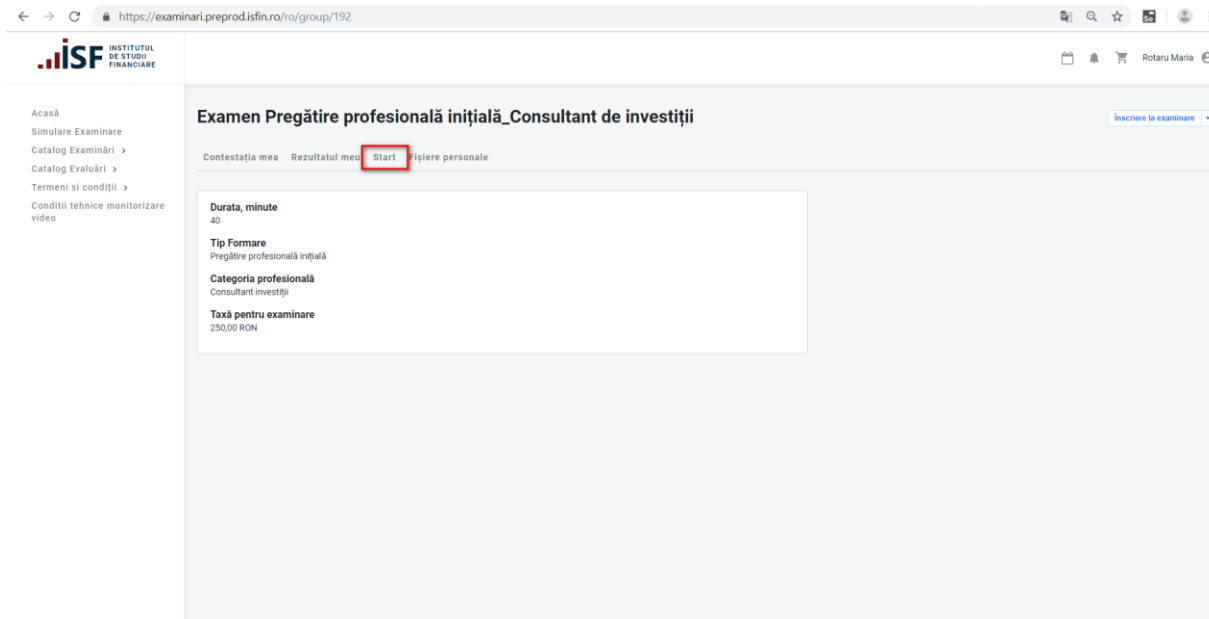 https://examinari.preprod.isfin.ro/ro/group/192
Se
ISF INSTITUTUL
DE STUDII
FINANCIARE
Rotaru Maria
Acasă
Simulare Examinare
Catalog Examinări
Catalog Evaluări
Termeni si condiții
Conditii tehnice monitorizare
video
Examen Pregătire profesională inițială_Consultant de investiții
Înscriere la examinare
Contestația mea Rezultatul meu Start Fișiere personale
Durata, minute
40
Tip Formare
Pregătire profesională inițială
Categoria profesională
Consultant investiții
Taxă pentru examinare
250,00 RON